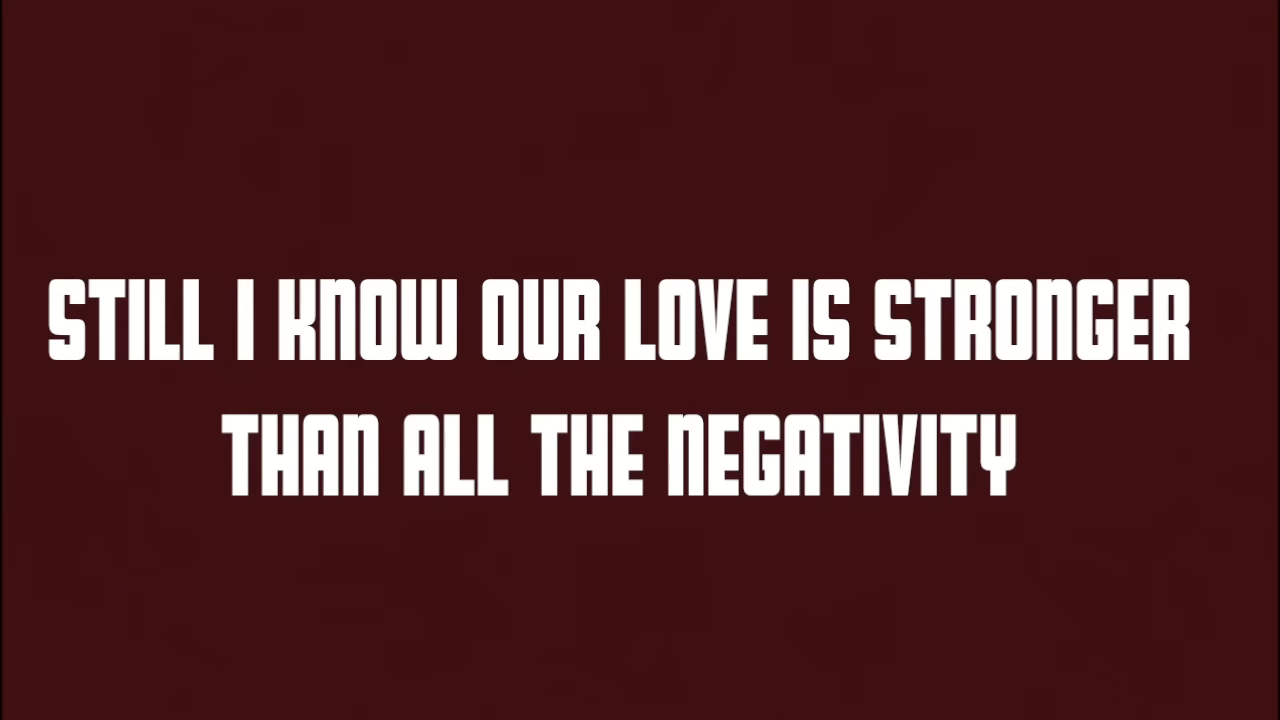 STILL I KNOW OUR LOVE IS STRONGER
THAN ALL THE NEGATIVITY